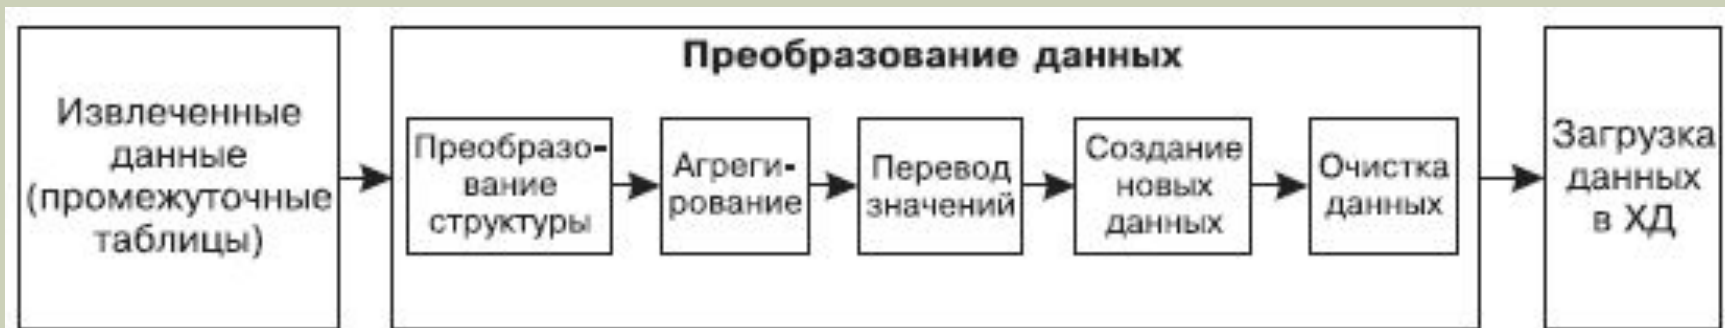 Извлеченные
данные
(промежуточные
таблицы)
Преобразование данных
Преобразо-
вание
структуры
Агреги-
рование
Перевод
значений
Создание
новых
данных
Очистка
данных
Загрузка
данных
в ХД